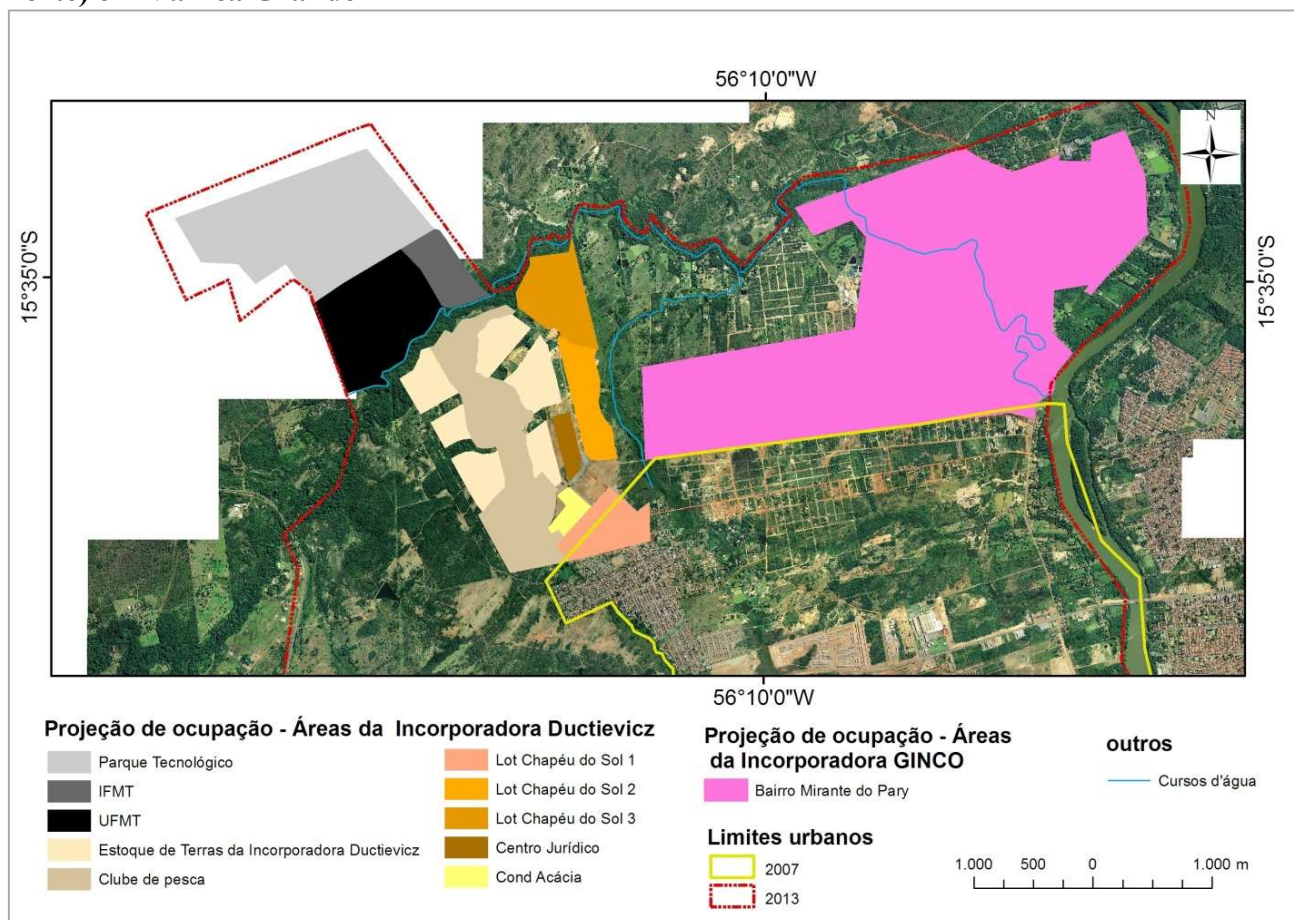 56°10'0"W
N
15°35'0"S
15°35'0"S
56°10'0"W
Projeção de ocupação - Áreas da Incorporadora Ductievicz
Parque Tecnológico
IFMT
UFMT
Estoque de Terras da Incorporadora Ductievicz
Clube de pesca
Lot Chapéu do Sol 1
Lot Chapéu do Sol 2
Lot Chapéu do Sol 3
Centro Jurídico
Cond Acácia
Projeção de ocupação - Áreas
da Incorporadora GINCO
Bairro Mirante do Pary
Limites urbanos
2007
2013
outros
Cursos d'água
1.000 500 0 1.000 m